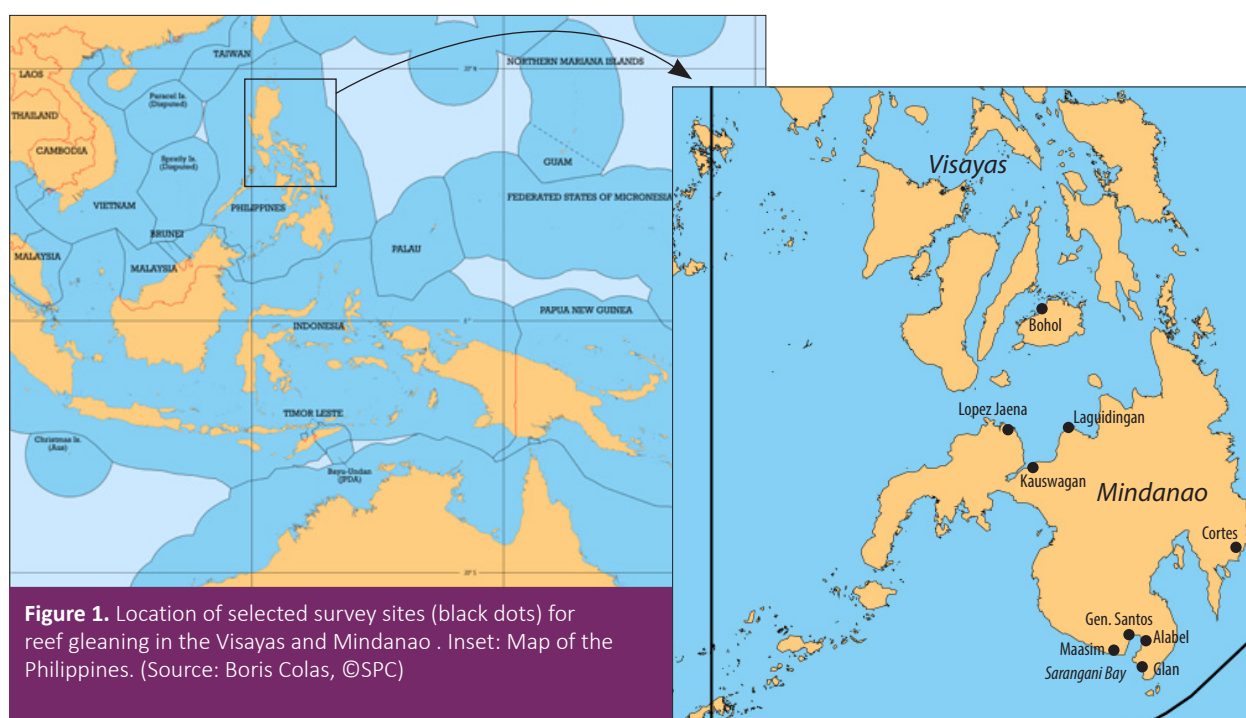 TAIWAN
20° N
NORTHERN MARIANA ISLANDS
LAOS
Paracel Is.
(Disputed)
THAILAND
CAMBODIA
Spratly Is.
(Disputed)
GUAM
VIETNAM
PHILIPPINES
FEDERATED STATES OF MICRONESIA
BRUNEI
PALAU
MALAYSIA
MALAYSIA
INDONESIA
PAPUA NEW GUINEA
TIMOR LESTE
Christmas Is.
(Aus)
Bayu-Undan
(JPDA)
20° S
Visayas
Bohol
Lopez Jaena
Laguidingan
Kauswagan
Mindanao
Cortes
Gen. Santos
Alabel
Maasim
Sarangani Bay
Glan
Figure 1. Location of selected survey sites (black dots) for
reef gleaning in the Visayas and Mindanao . Inset: Map of the
Philippines. (Source: Boris Colas, ©SPC)